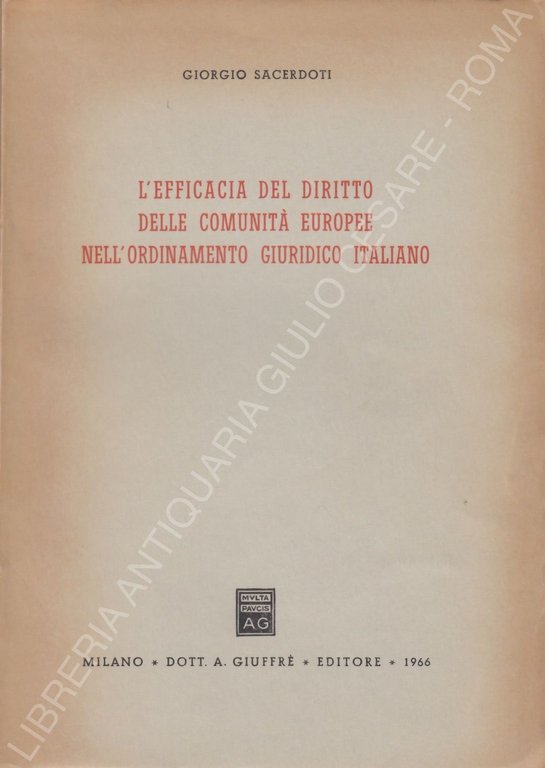 GIORGIO SACERDOTI
L'EFFICACIA DEL DIRITTO
DELLE COMUNITÀ EUROPEE
NELL'ORDINAMENTO GIURIDICO ITALIANO
MVLTA
PAVCIS
AG
MILANO * DOTT. A. GIUFFRÈ * EDITORE * 1966
LIBRERIA ANTIQUARIA GIULIO CESARE - ROMA